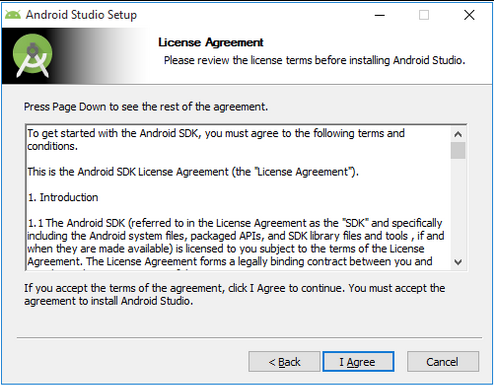 Android Studio Setup
License Agreement
Please review the license terms before installing Android Studio.
Press Page Down to see the rest of the agreement.
To get started with the Android SDK, you must agree to the following terms and
conditions.
This is the Android SDK License Agreement (the "License Agreement").
1. Introduction
1.1 The Android SDK (referred to in the License Agreement as the "SDK" and specifically
including the Android system files, packaged APIs, and SDK library files and tools , if and
when they are made available) is licensed to you subject to the terms of the License
Agreement. The License Agreement forms a legally binding contract between you and
If you accept the terms of the agreement, click I Agree to continue. You must accept the
agreement to install Android Studio.
< Back
I Agree
Cancel